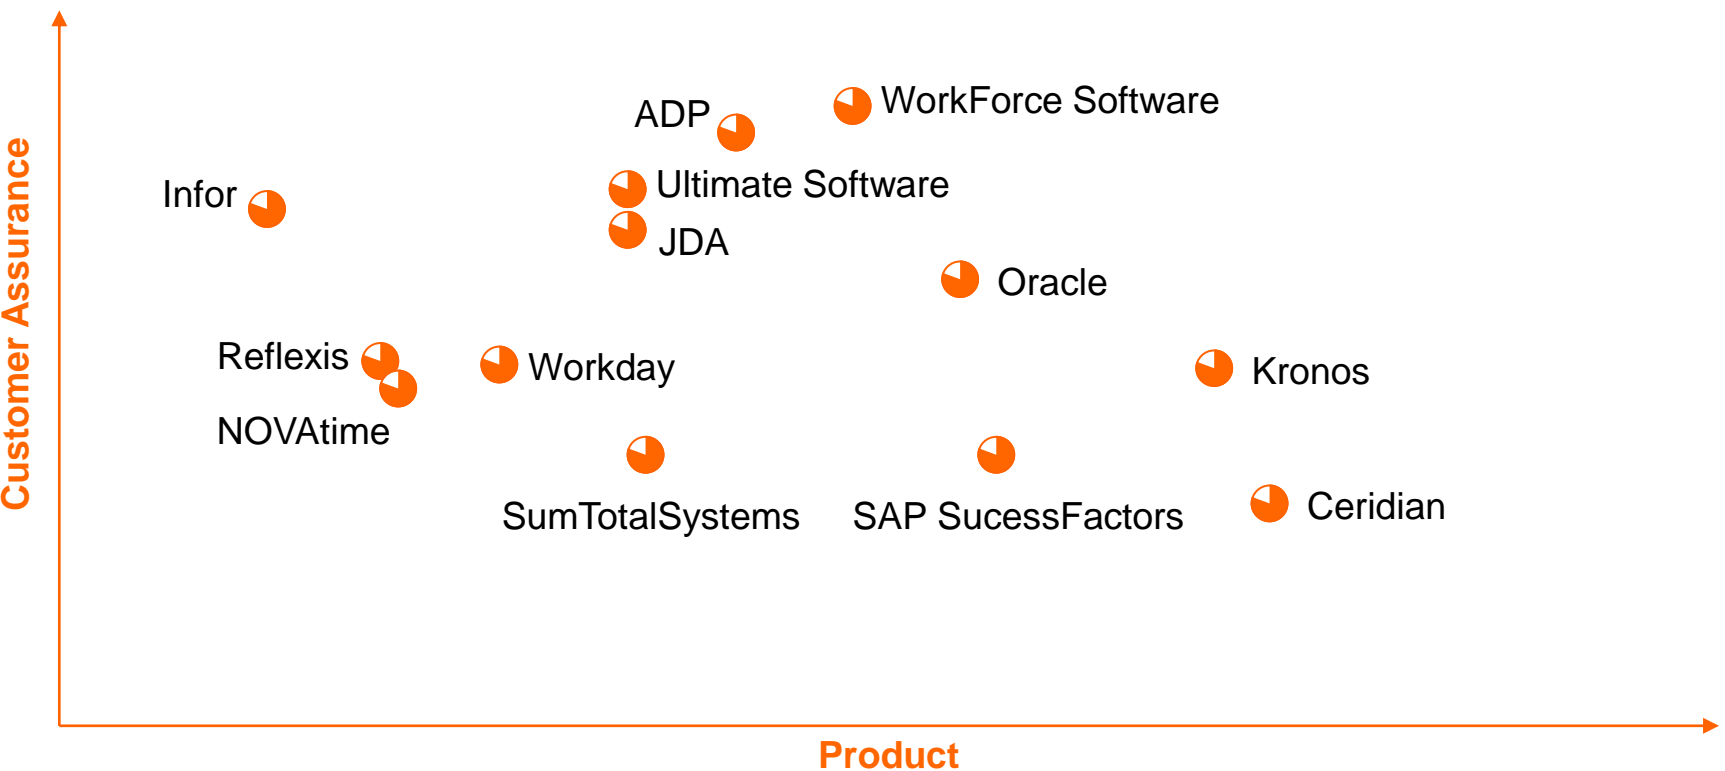 WorkForce Software
ADP
Ultimate Software
Infor
JDA
Oracle
Reflexis
Workday
Kronos
NOVAtime
SumTotalSystems
SAP SucessFactors
Ceridian
Customer Assurance
Product